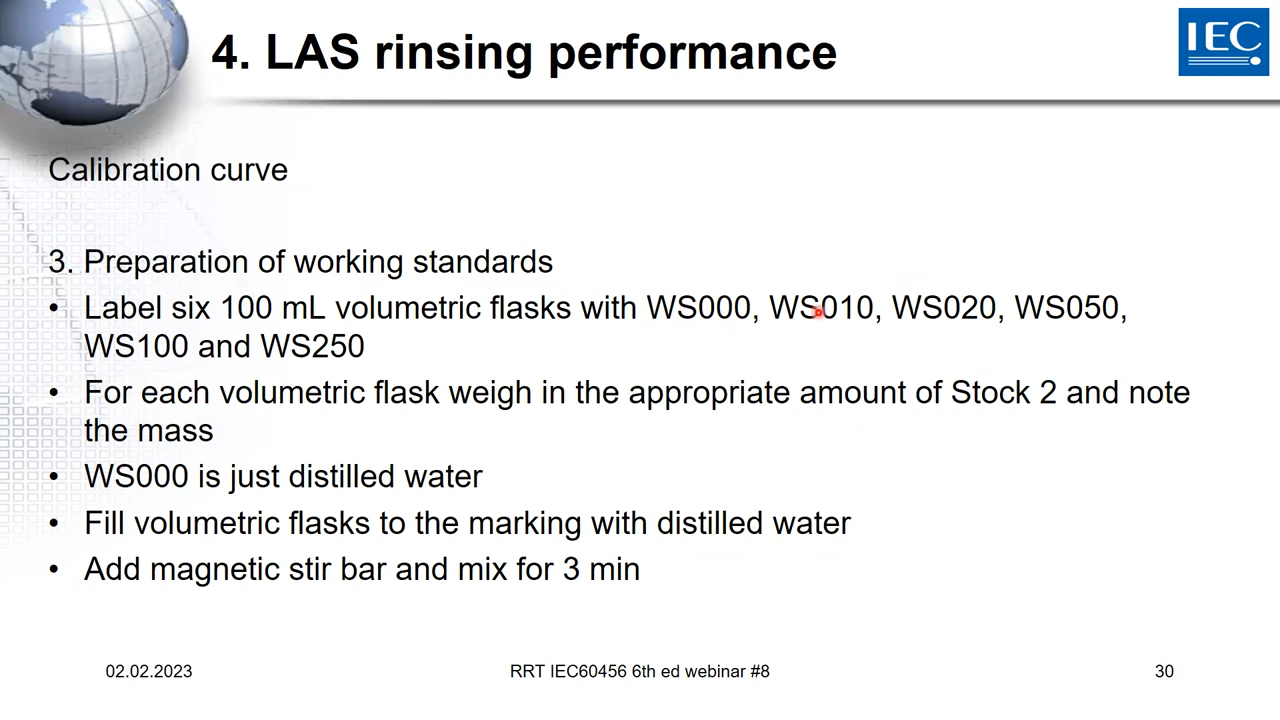 4. LAS rinsing performance
IEC
Calibration curve
3. Preparation of working standards
• Label six 100 mL volumetric flasks with WS000, WS010, WS020, WS050,
WS100 and WS250
• For each volumetric flask weigh in the appropriate amount of Stock 2 and note
the mass
• WS000 is just distilled water
• Fill volumetric flasks to the marking with distilled water
• Add magnetic stir bar and mix for 3 min
02.02.2023
RRT IEC60456 6th ed webinar #8
30